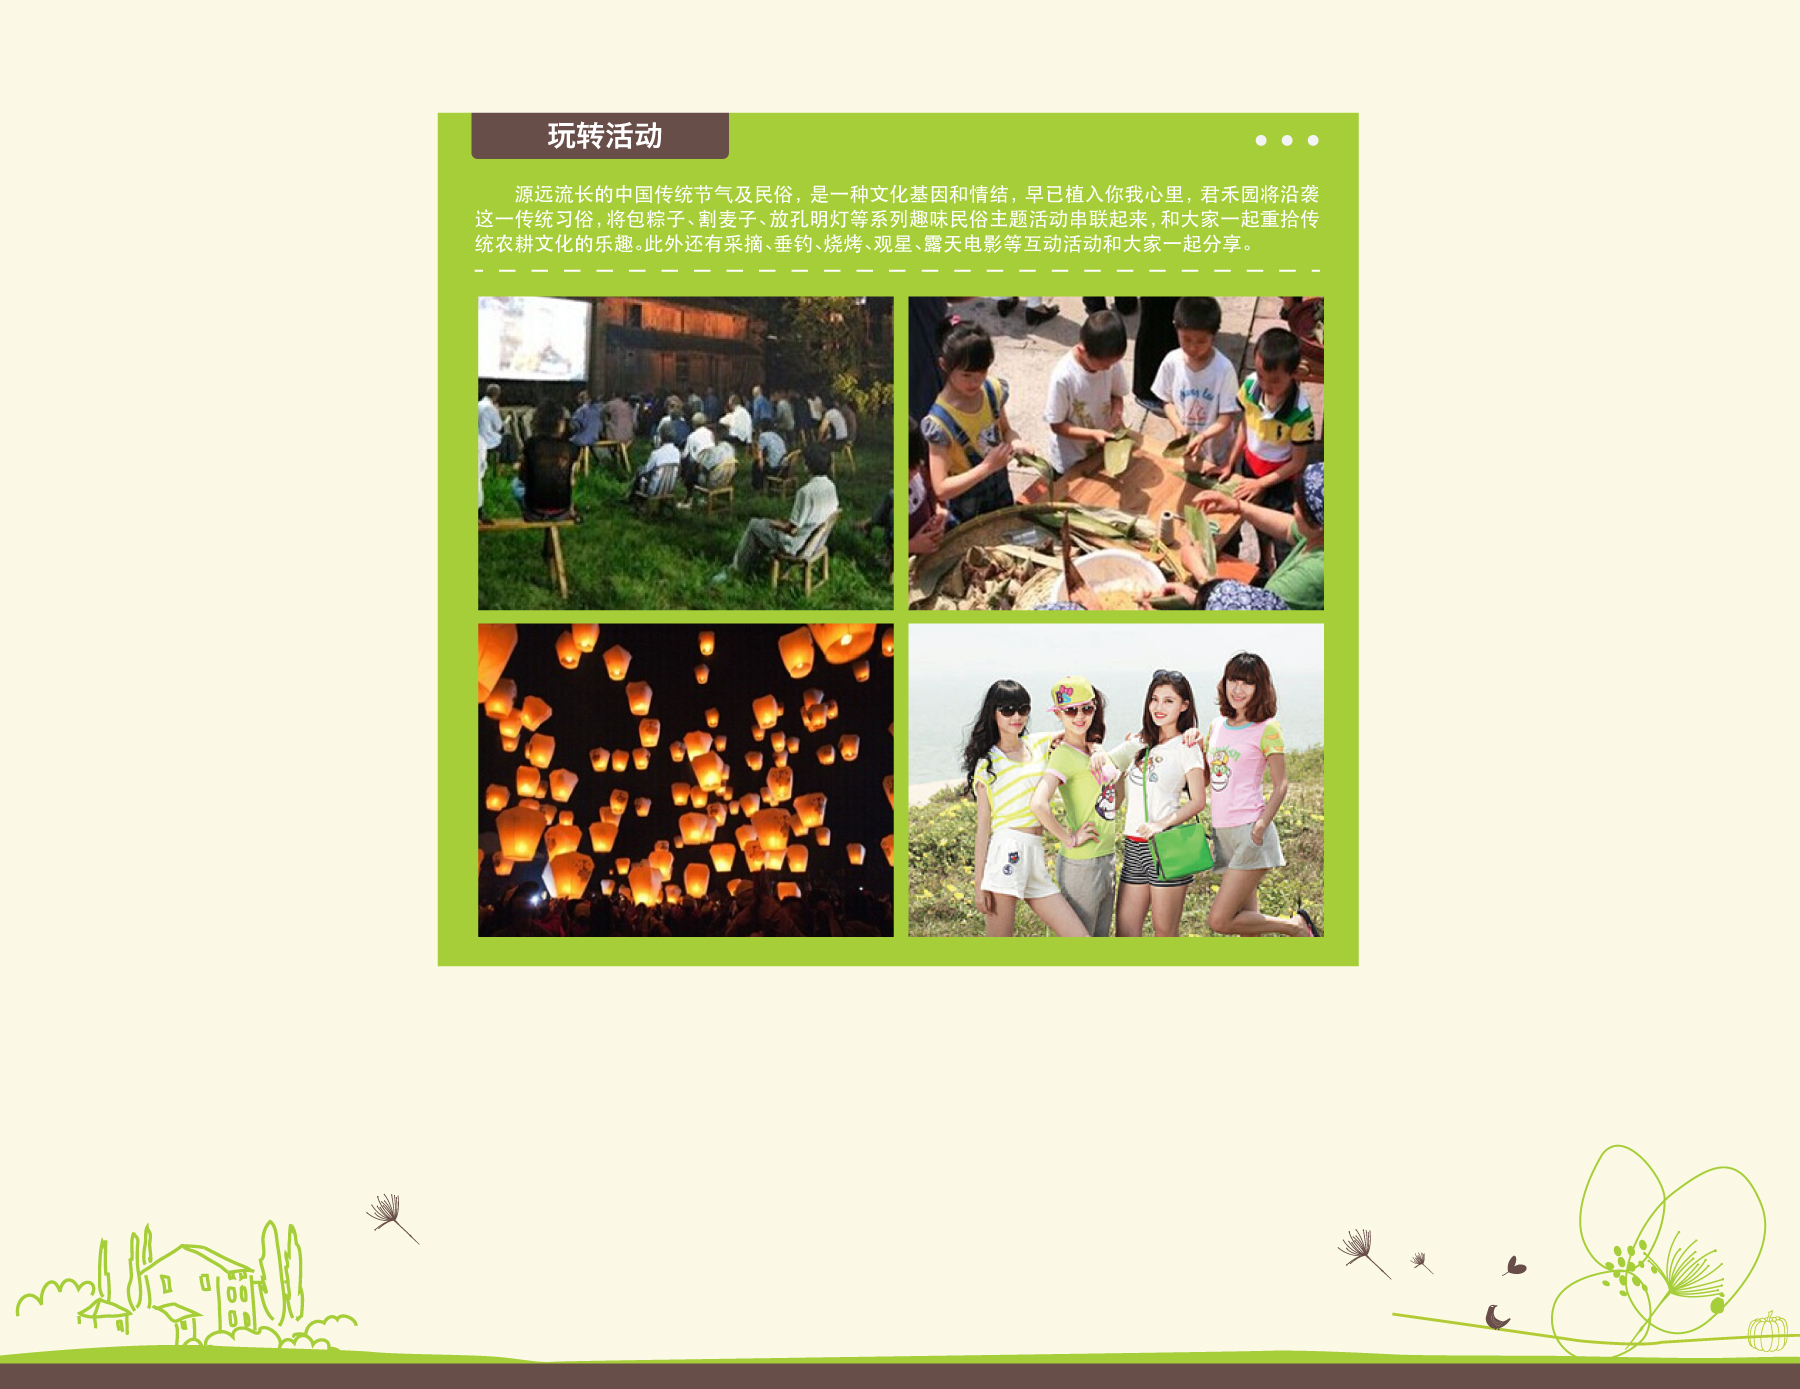 玩转活动
源远流长的中国传统节气及民俗，是一种文化基因和情结，早已植入你我心里，君禾园将沿袭
这一传统习俗，将包粽子、割麦子、放孔明灯等系列趣味民俗主题活动串联起来，和大家一起重拾传
统农耕文化的乐趣。此外还有采摘、垂钓、烧烤、观星、露天电影等互动活动和大家一起分享。